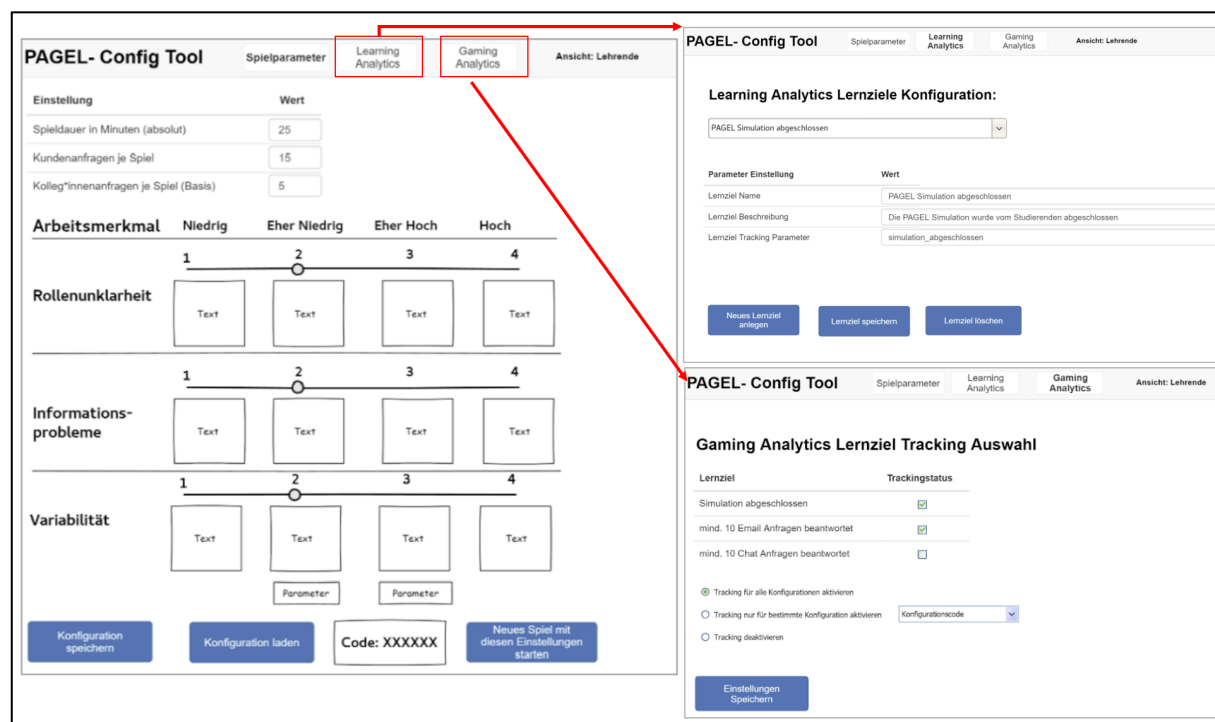 PAGEL- Config Tool
Spielparameter
Learning
Analytics
Gaming
Analytics
Ansicht: Lehrende
Einstellung Wert
Spieldauer in Minuten (absolut) 25
Kundenanfragen je Spiel 15
Kolleg*innenanfragen je Spiel (Basis) 5
Arbeitsmerkmal Niedrig Eher Niedrig Eher Hoch Hoch
1 2 3 4
Rollenunklarheit
Text Text Text Text
1 2 3 4
Informations-
probleme
Text Text Text Text
1 2 3 4
Variabilität
Text Text Text Text
Parameter Parameter
Konfiguration
speichern
Konfiguration laden
Code: XXXXXX
Neues Spiel mit
diesen Einstellungen
starten
PAGEL- Config Tool
Spielparameter
Learning
Analytics
Gaming
Analytics
Ansicht: Lehrende
Learning Analytics Lernziele Konfiguration:
PAGEL Simulation abgeschlossen
Parameter Einstellung Wert
Lernziel Name PAGEL Simulation abgeschlossen
Lernziel Beschreibung Die PAGEL Simulation wurde vom Studierenden abgeschlossen
Lernziel Tracking Parameter simulation_abgeschlossen
Neues Lernziel
anlegen
Lernziel speichern
Lernziel löschen
PAGEL- Config Tool
Spielparameter
Learning
Analytics
Gaming
Analytics
Ansicht: Lehrende
Gaming Analytics Lernziel Tracking Auswahl
Lernziel Trackingstatus
Simulation abgeschlossen
mind. 10 Email Anfragen beantwortet
mind. 10 Chat Anfragen beantwortet
Tracking für alle Konfigurationen aktivieren
Tracking nur für bestimmte Konfiguration aktivieren Konfigurationscode
Tracking deaktivieren
Einstellungen
Speichern